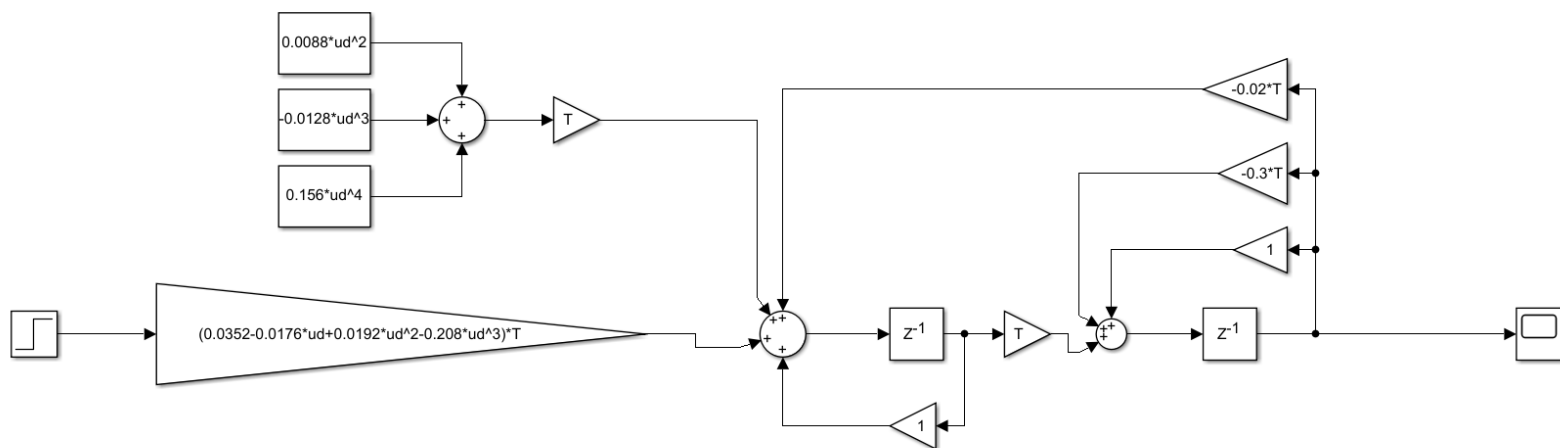 0.0088*ud^2
-0.0128*ud^3
0.156*ud^4
+
+
+
T
-0.02*T
-0.3*T
1
(0.0352-0.0176*ud+0.0192*ud^2-0.208*ud^3)*T
+
+
+
+
Z-1
T
+
+
+
Z-1
1